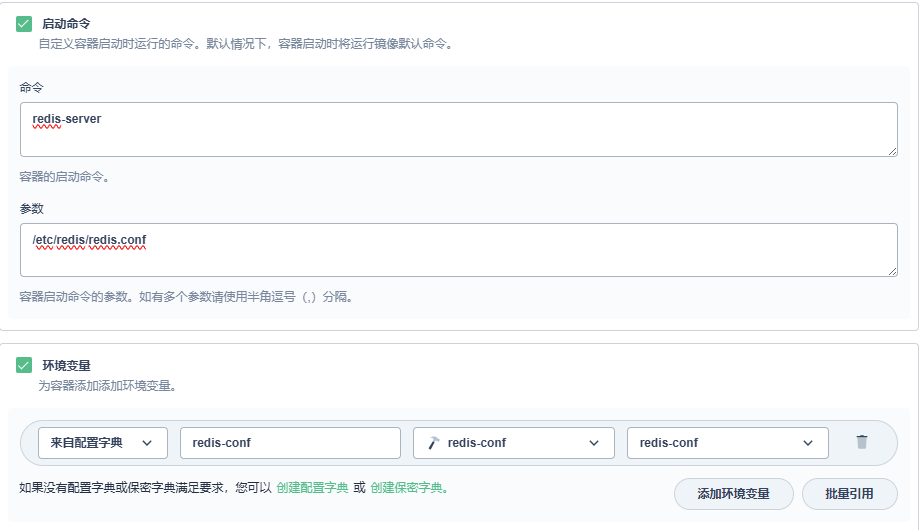 启动命令
自定义容器启动时运行的命令。默认情况下，容器启动时将运行镜像默认命令。
命令
redis-server
容器的启动命令。
参数
/etc/redis/redis.conf
容器启动命令的参数。如有多个参数请使用半角逗号（,）分隔。
环境变量
为容器添加添加环境变量。
来自配置字典 redis-conf redis-conf redis-conf
如果没有配置字典或保密字典满足要求，您可以 创建配置字典 或 创建保密字典。
添加环境变量 批量引用